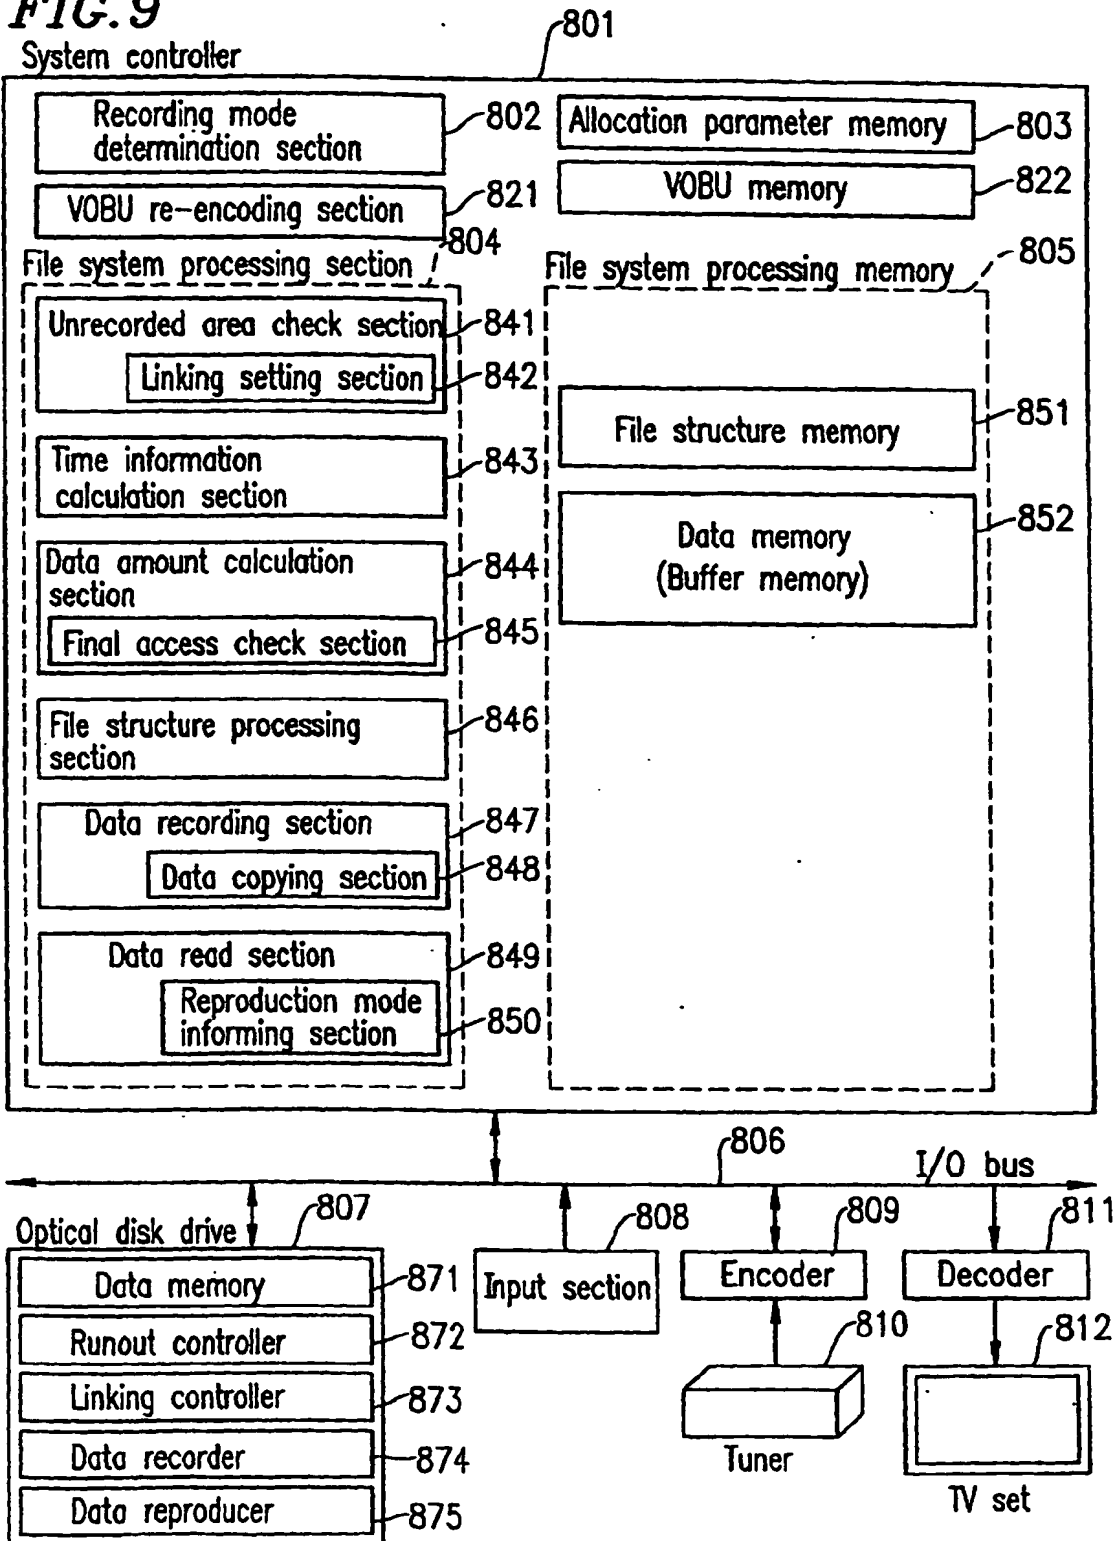 FIG. 9
System controller
801
Recording mode
determination section
802
Allocation parameter memory
803
VOBU re-encoding section
821
VOBU memory
822
File system processing section
804
File system processing memory
805
Unrecorded area check section
841
Linking setting section
842
File structure memory
851
Time information
calculation section
843
Data memory
(Buffer memory)
852
Data amount calculation
section
844
Final access check section
845
File structure processing
section
846
Data recording section
847
Data copying section
848
Data read section
849
Reproduction mode
informing section
850
806
I/O bus
Optical disk drive
807
Data memory
871
Runout controller
872
Linking controller
873
Data recorder
874
Data reproducer
875
808
Input section
809
Encoder
810
Tuner
811
Decoder
812
TV set